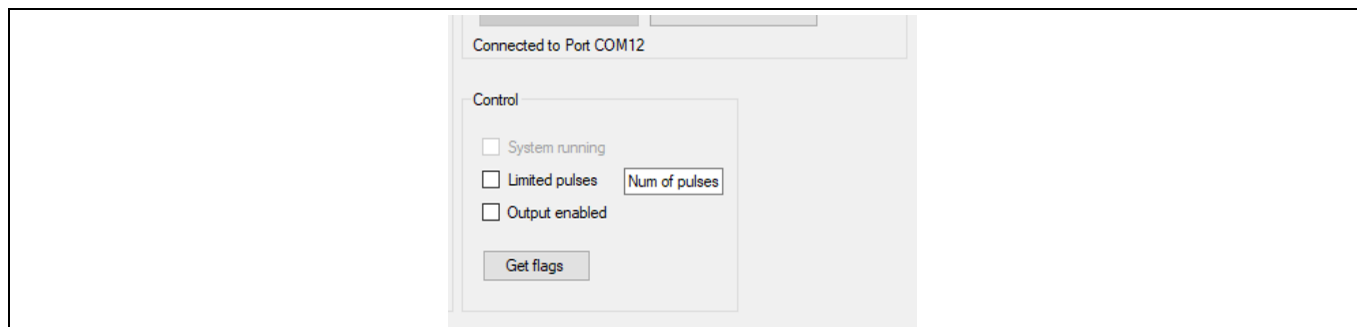 Connected to Port COM12
Control
System running
Limited pulses Num of pulses
Output enabled
Get flags